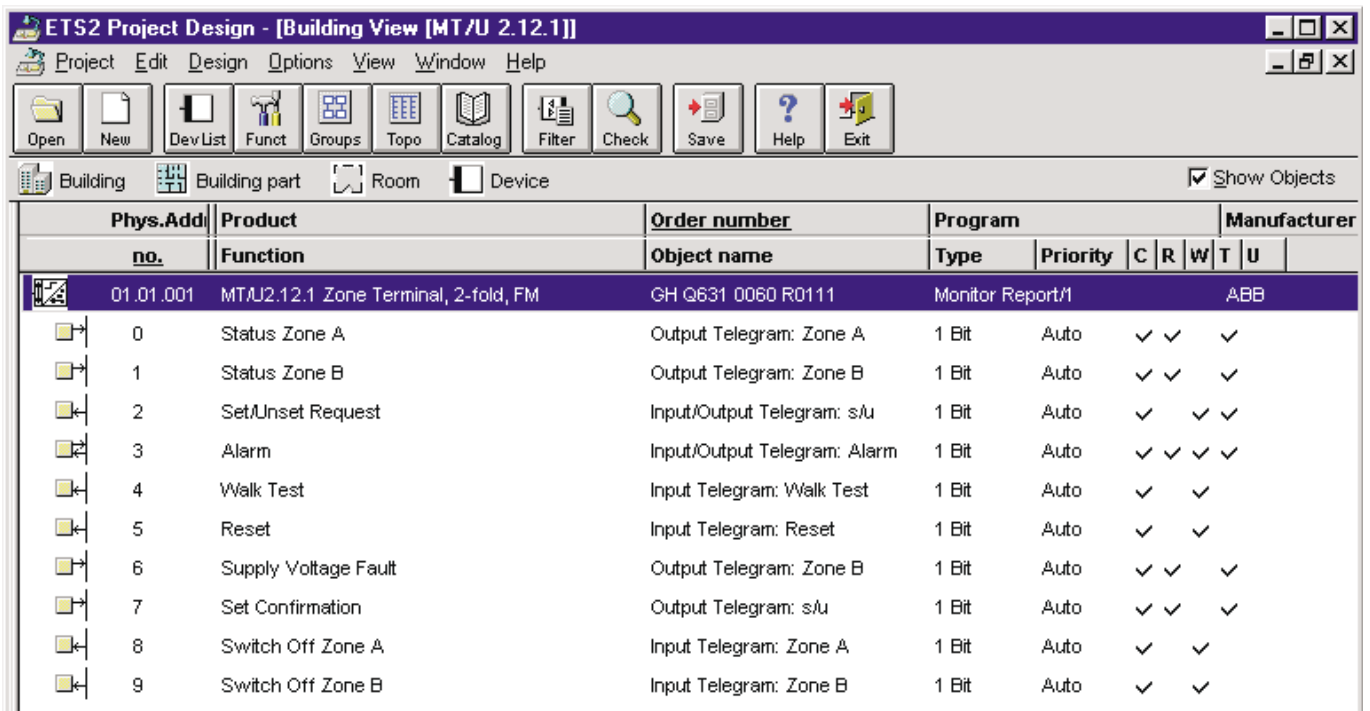 ETS2 Project Design - [Building View [MT/U 2.12.1]]
Project Edit Design Options View Window Help
Open New Dev List Funct Groups Topo Catalog Filter Check Save Help Exit
Building Building part Room Device Show Objects
Phys.Addr Product Order number Program Manufacturer
no. Function Object name Type Priority C R W T U
01.01.001 MT/U2.12.1 Zone Terminal, 2-fold, FM GH Q631 0060 R0111 Monitor Report/1 ABB
0 Status Zone A Output Telegram: Zone A 1 Bit Auto ✓ ✓ ✓
1 Status Zone B Output Telegram: Zone B 1 Bit Auto ✓ ✓ ✓
2 Set/Unset Request Input/Output Telegram: s/u 1 Bit Auto ✓ ✓ ✓
3 Alarm Input/Output Telegram: Alarm 1 Bit Auto ✓ ✓ ✓ ✓
4 Walk Test Input Telegram: Walk Test 1 Bit Auto ✓ ✓
5 Reset Input Telegram: Reset 1 Bit Auto ✓ ✓
6 Supply Voltage Fault Output Telegram: Zone B 1 Bit Auto ✓ ✓ ✓
7 Set Confirmation Output Telegram: s/u 1 Bit Auto ✓ ✓ ✓
8 Switch Off Zone A Input Telegram: Zone A 1 Bit Auto ✓ ✓
9 Switch Off Zone B Input Telegram: Zone B 1 Bit Auto ✓ ✓